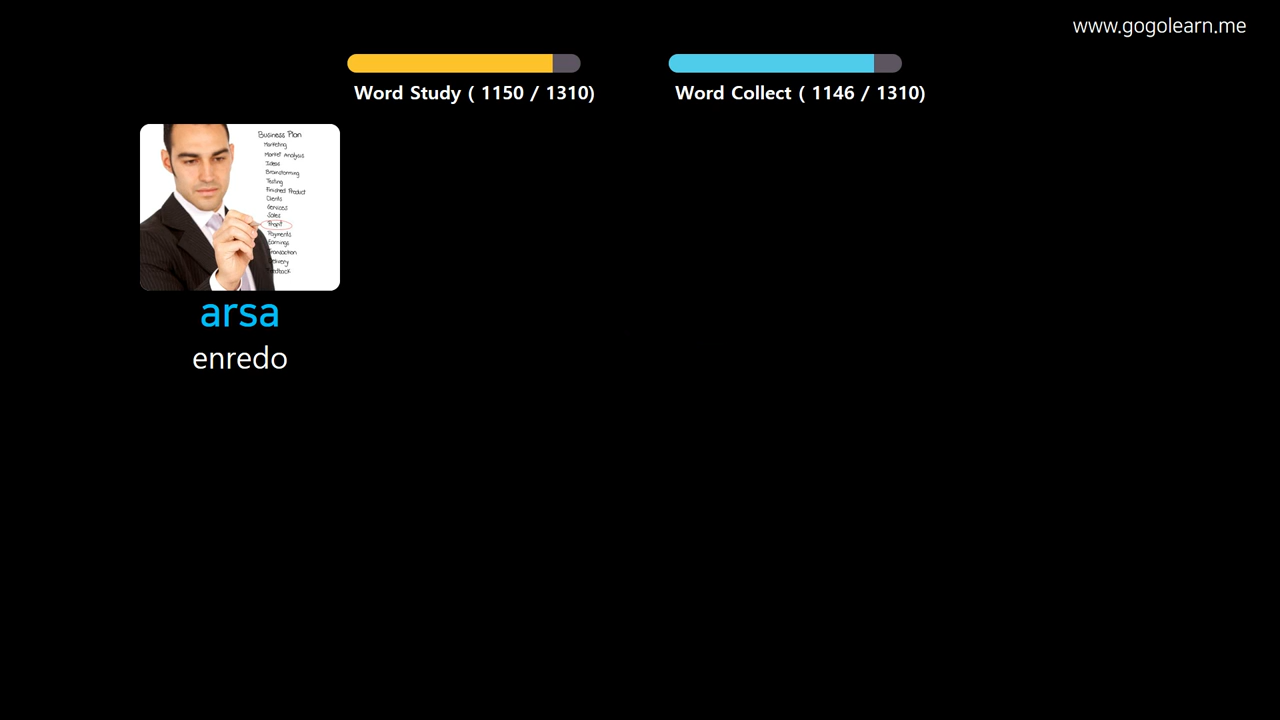 www.gogolearn.me
Word Study ( 1150 / 1310)
Word Collect ( 1146 / 1310)
Business Plan
Marketing
Market Analysis
Ideas
Brainstorming
Testing
Finished Product
Clients
Services
Sales
Profit
Payments
Earnings
arsa
enredo